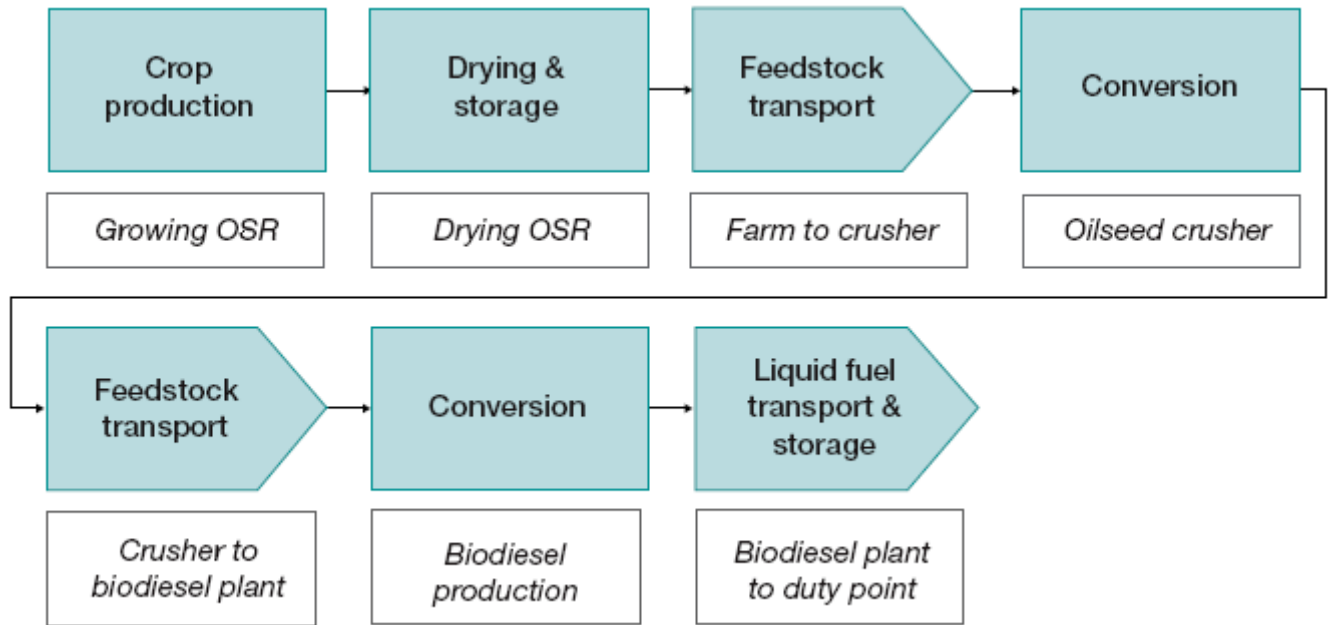 Crop
production
Drying &
storage
Feedstock
transport
Conversion
Growing OSR
Drying OSR
Farm to crusher
Oilseed crusher
Feedstock
transport
Conversion
Liquid fuel
transport &
storage
Crusher to
biodiesel plant
Biodiesel
production
Biodiesel plant
to duty point